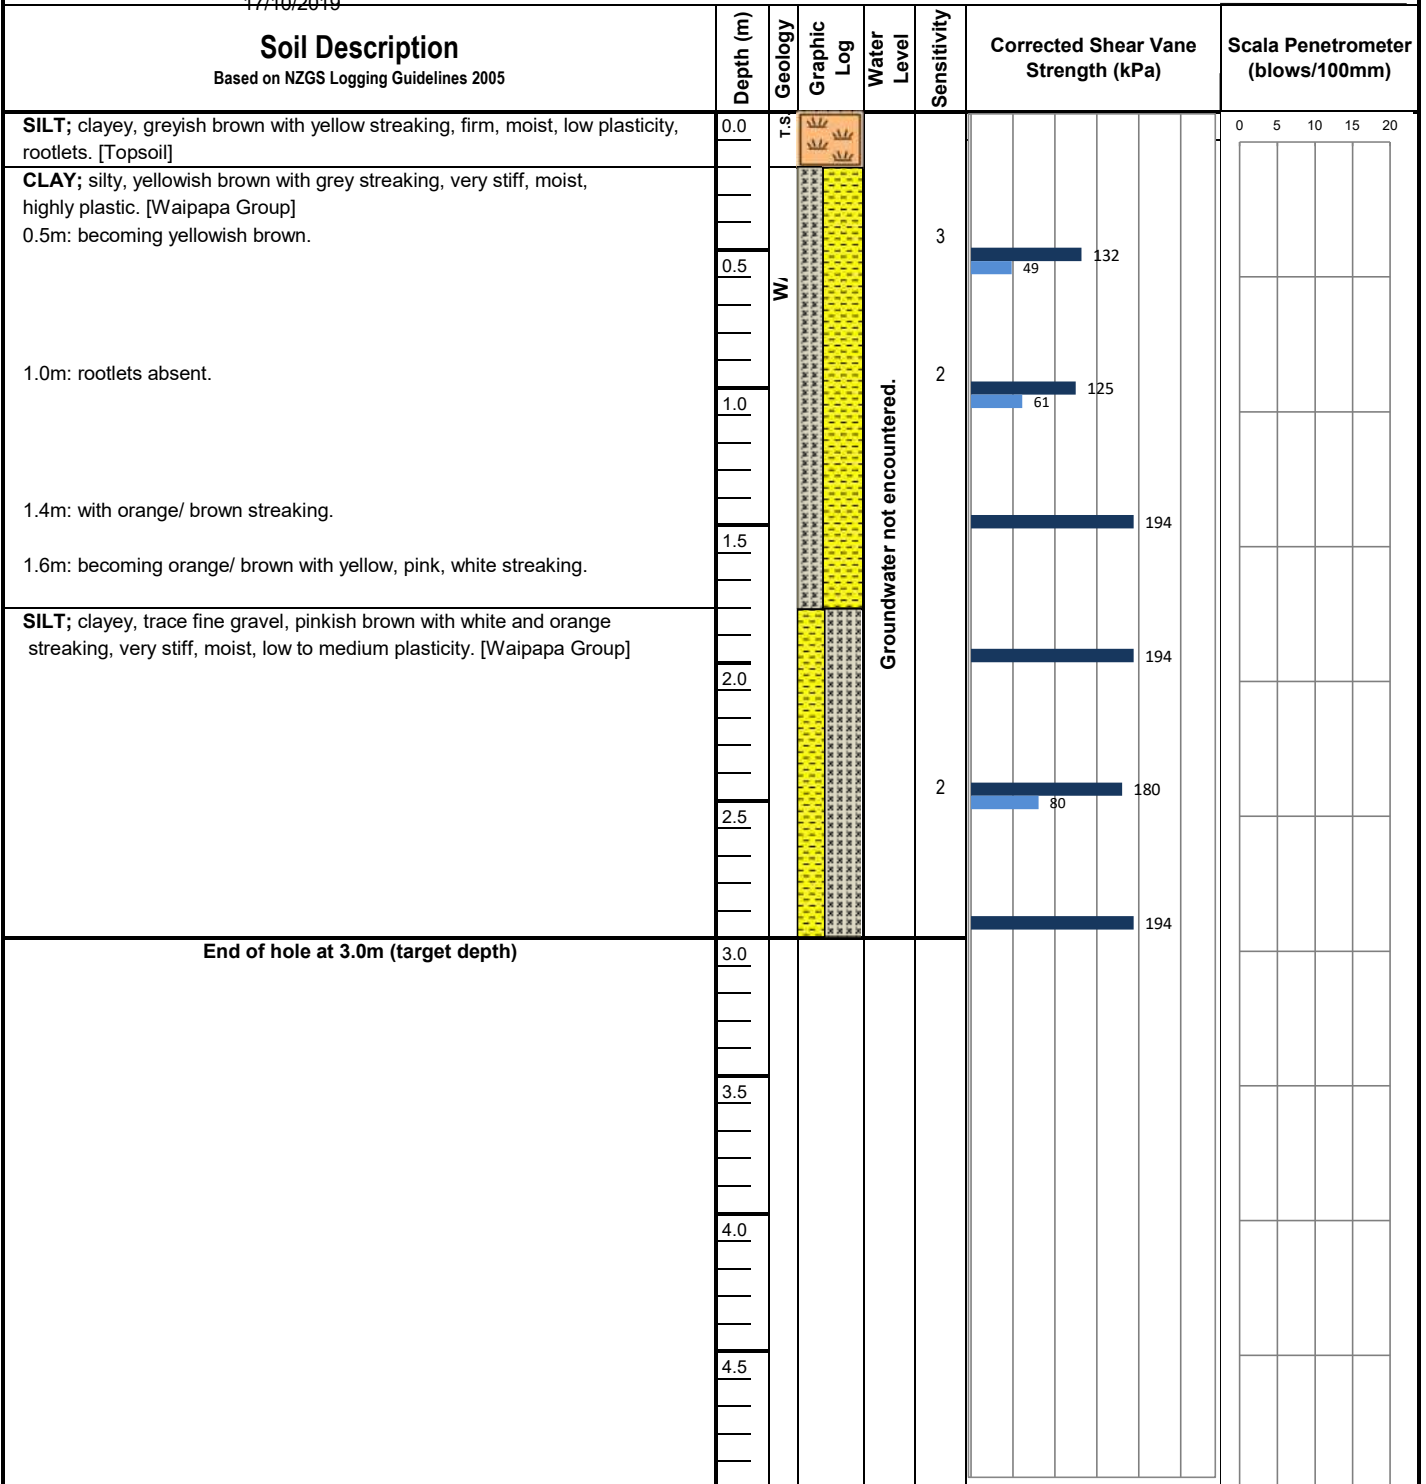 17/10/2019
Soil Description
Based on NZGS Logging Guidelines 2005
Depth (m)
Geology
Graphic
Log
Water
Level
Sensitivity
Corrected Shear Vane
Strength (kPa)
Scala Penetrometer
(blows/100mm)
SILT; clayey, greyish brown with yellow streaking, firm, moist, low plasticity,
rootlets. [Topsoil]
0.0
T.S.
0 5 10 15 20
CLAY; silty, yellowish brown with grey streaking, very stiff, moist,
highly plastic. [Waipapa Group]
0.5m: becoming yellowish brown.
3
132
0.5
49
1.0m: rootlets absent.
2
125
1.0
61
Groundwater not encountered.
1.4m: with orange/ brown streaking.
194
1.5
1.6m: becoming orange/ brown with yellow, pink, white streaking.
SILT; clayey, trace fine gravel, pinkish brown with white and orange
streaking, very stiff, moist, low to medium plasticity. [Waipapa Group]
194
2.0
2
180
80
2.5
194
End of hole at 3.0m (target depth)
3.0
3.5
4.0
4.5